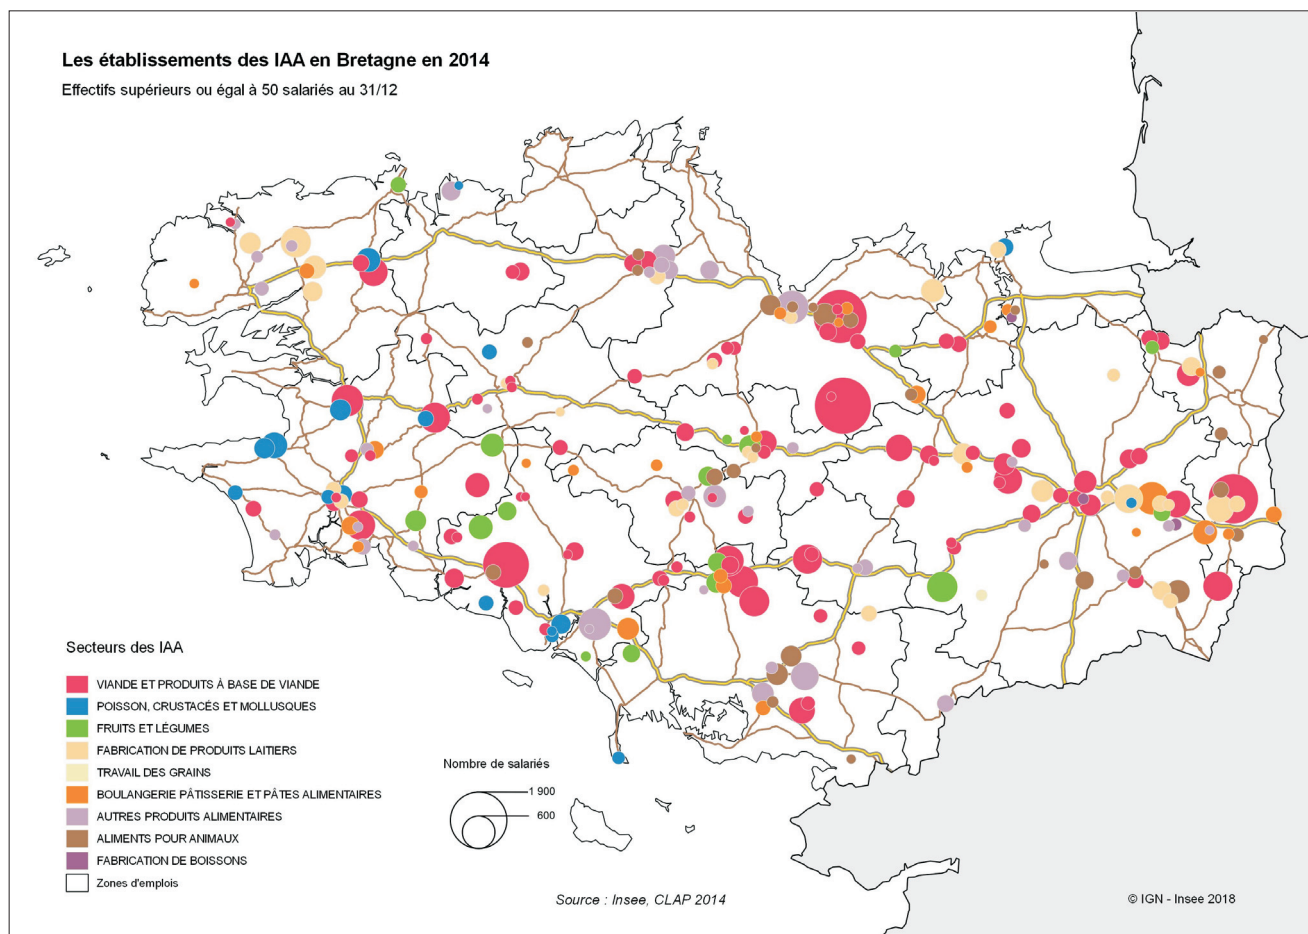 Les établissements des IAA en Bretagne en 2014
Effectifs supérieurs ou égal à 50 salariés au 31/12
Secteurs des IAA
VIANDE ET PRODUITS À BASE DE VIANDE
POISSON, CRUSTACÉS ET MOLLUSQUES
FRUITS ET LÉGUMES
FABRICATION DE PRODUITS LAITIERS
TRAVAIL DES GRAINS
BOULANGERIE PÂTISSERIE ET PÂTES ALIMENTAIRES
AUTRES PRODUITS ALIMENTAIRES
ALIMENTS POUR ANIMAUX
FABRICATION DE BOISSONS
Zones d'emplois
Nombre de salariés
1 900
600
Source : Insee, CLAP 2014
© IGN - Insee 2018